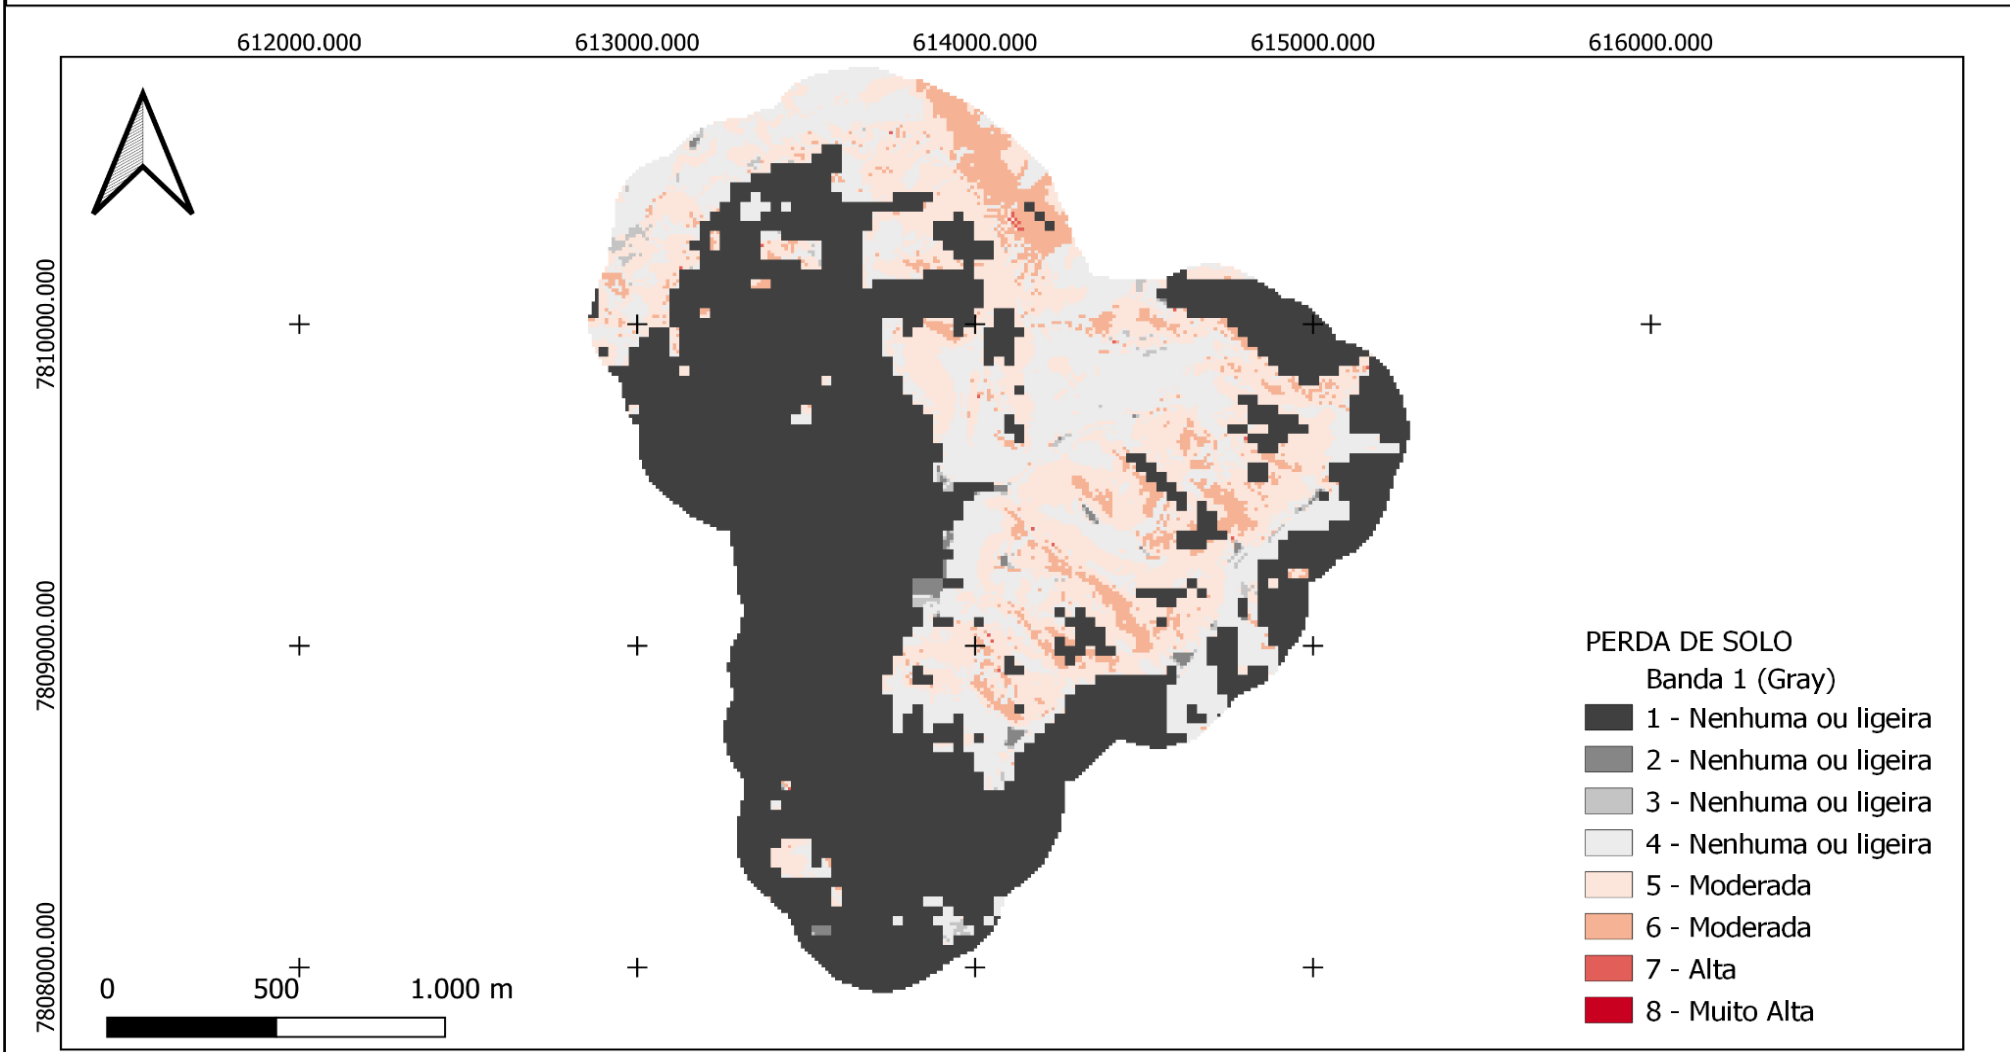 612000.000 613000.000 614000.000 615000.000 616000.000
7810000.000
7809000.000
7808000.000
PERDA DE SOLO
Banda 1 (Gray)
1 - Nenhuma ou ligeira
2 - Nenhuma ou ligeira
3 - Nenhuma ou ligeira
4 - Nenhuma ou ligeira
5 - Moderada
6 - Moderada
7 - Alta
8 - Muito Alta
0 500 1.000 m